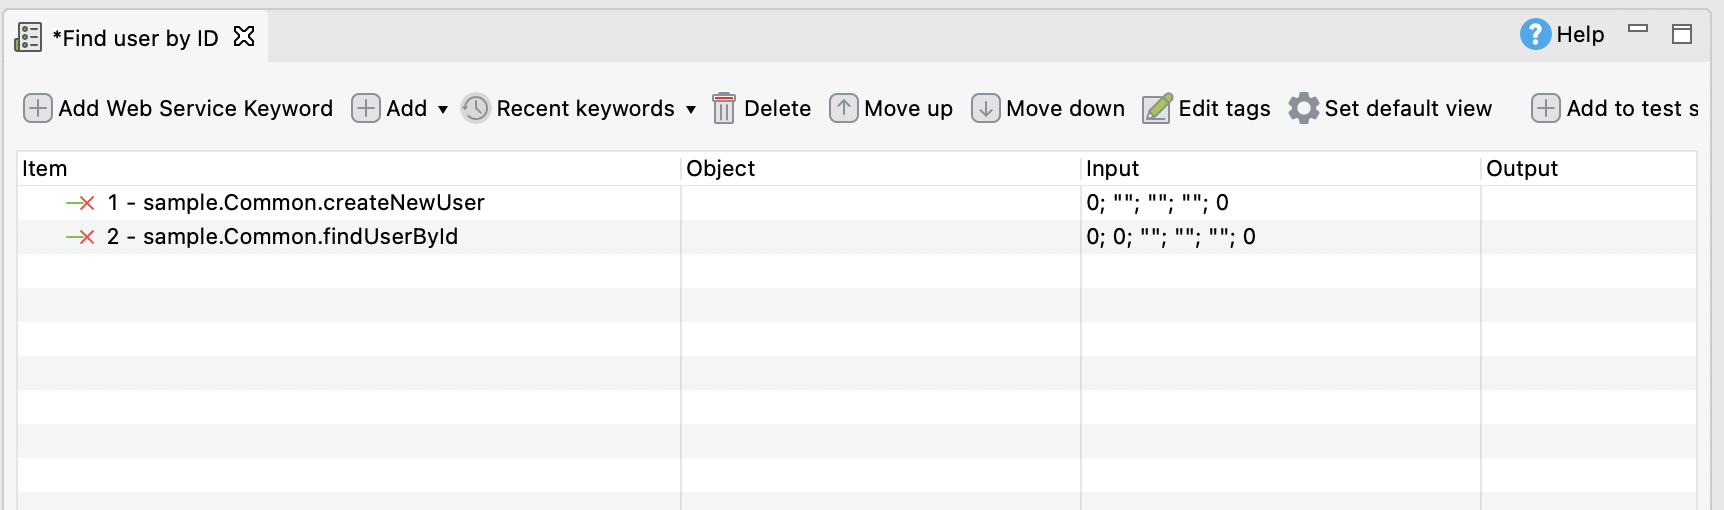 *Find user by ID
Help
Add Web Service Keyword Add Recent keywords Delete Move up Move down Edit tags Set default view Add to test s
Item Object Input Output
1 - sample.Common.createNewUser 0; ""; ""; ""; 0
2 - sample.Common.findUserById 0; 0; ""; ""; ""; 0